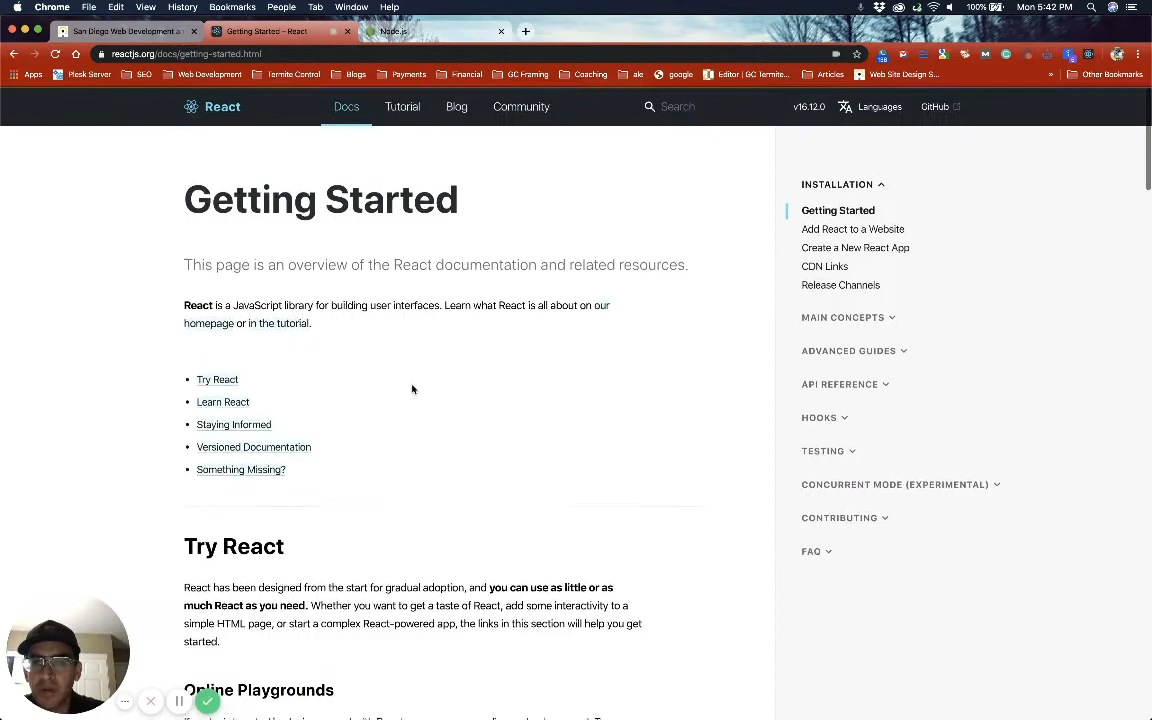 Chrome File Edit View History Bookmarks People Tab Window Help 100% Mon 5:42 PM
San Diego Web Development an Getting Started – React Node.js
reactjs.org/docs/getting-started.html
Apps Plesk Server SEO Web Development Termite Control Blogs Payments Financial GC Framing Coaching ale google Editor | GC Termite... Articles Web Site Design S... » Other Bookmarks
React Docs Tutorial Blog Community Search v16.12.0 Languages GitHub
Getting Started
This page is an overview of the React documentation and related resources.
React is a JavaScript library for building user interfaces. Learn what React is all about on our
homepage or in the tutorial.
Try React
Learn React
Staying Informed
Versioned Documentation
Something Missing?
Try React
React has been designed from the start for gradual adoption, and you can use as little or as
much React as you need. Whether you want to get a taste of React, add some interactivity to a
simple HTML page, or start a complex React-powered app, the links in this section will help you get
started.
Online Playgrounds
INSTALLATION
Getting Started
Add React to a Website
Create a New React App
CDN Links
Release Channels
MAIN CONCEPTS
ADVANCED GUIDES
API REFERENCE
HOOKS
TESTING
CONCURRENT MODE (EXPERIMENTAL)
CONTRIBUTING
FAQ